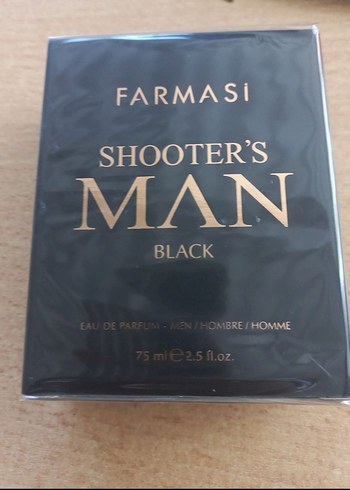 FARMASi
SHOOTER'S
MAN
BLACK
EAU DE PARFUM • MEN / HOMBRE / HOMME
75 ml ℮ 2.5 fl.oz.